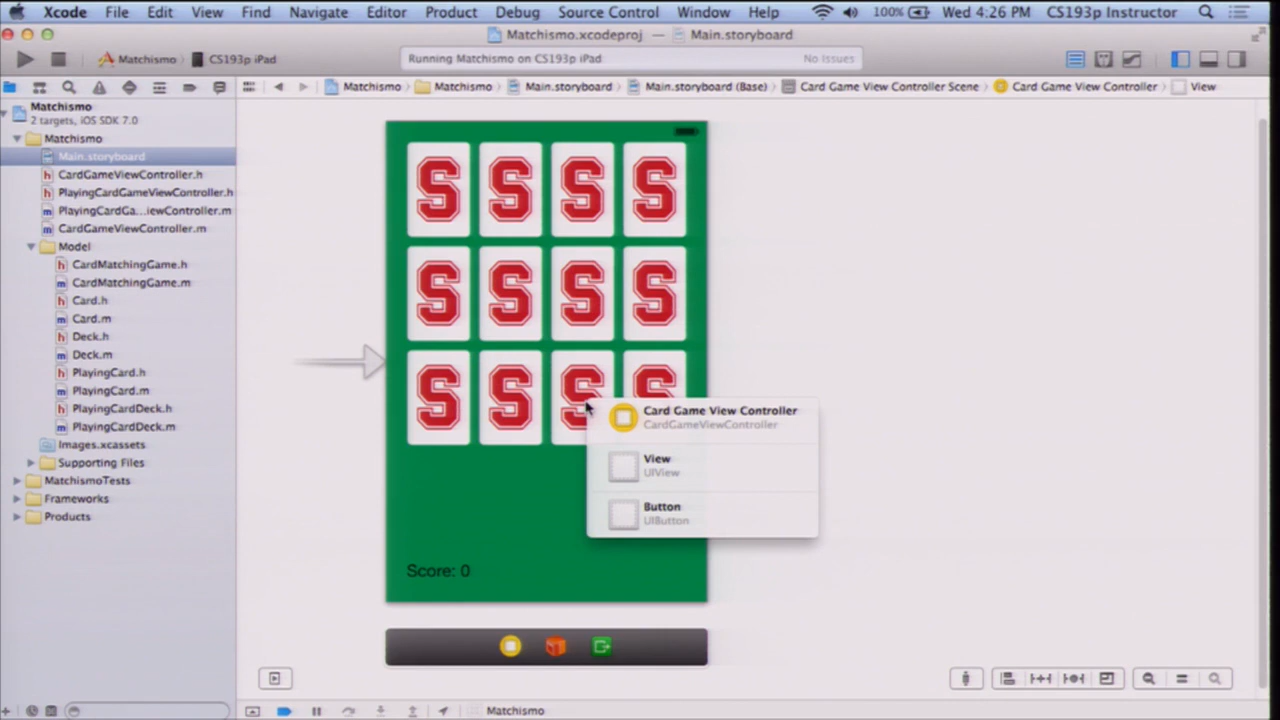 Xcode File Edit View Find Navigate Editor Product Debug Source Control Window Help 100% Wed 4:26 PM CS193p Instructor
Matchismo.xcodeproj — Main.storyboard
Matchismo CS193p iPad Running Matchismo on CS193p iPad No Issues
Matchismo Matchismo Main.storyboard Main.storyboard (Base) Card Game View Controller Scene Card Game View Controller View
Matchismo
2 targets, iOS SDK 7.0
Matchismo
Main.storyboard
CardGameViewController.h
PlayingCardGameViewController.h
PlayingCardGa...iewController.m
CardGameViewController.m
Model
CardMatchingGame.h
CardMatchingGame.m
Card.h
Card.m
Deck.h
Deck.m
PlayingCard.h
PlayingCard.m
PlayingCardDeck.h
PlayingCardDeck.m
Images.xcassets
Supporting Files
MatchismoTests
Frameworks
Products
S S S S
S S S S
S S S S
Card Game View Controller
CardGameViewController
View
UIView
Button
UIButton
Score: 0
Matchismo